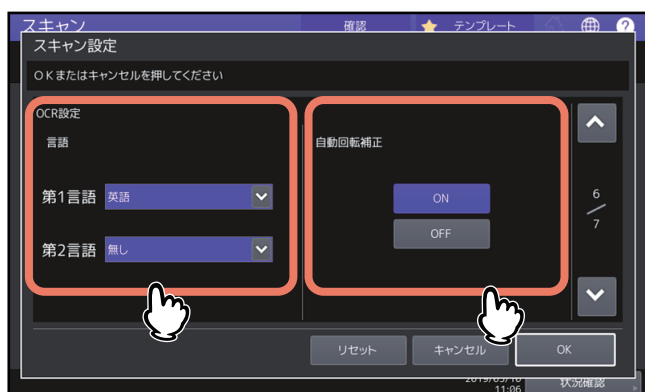 スキャン 確認 テンプレート ?
スキャン設定
OKまたはキャンセルを押してください
OCR設定
言語
自動回転補正
第1言語 英語
ON
6
7
OFF
第2言語 無し
リセット キャンセル OK
11:06
状況確認